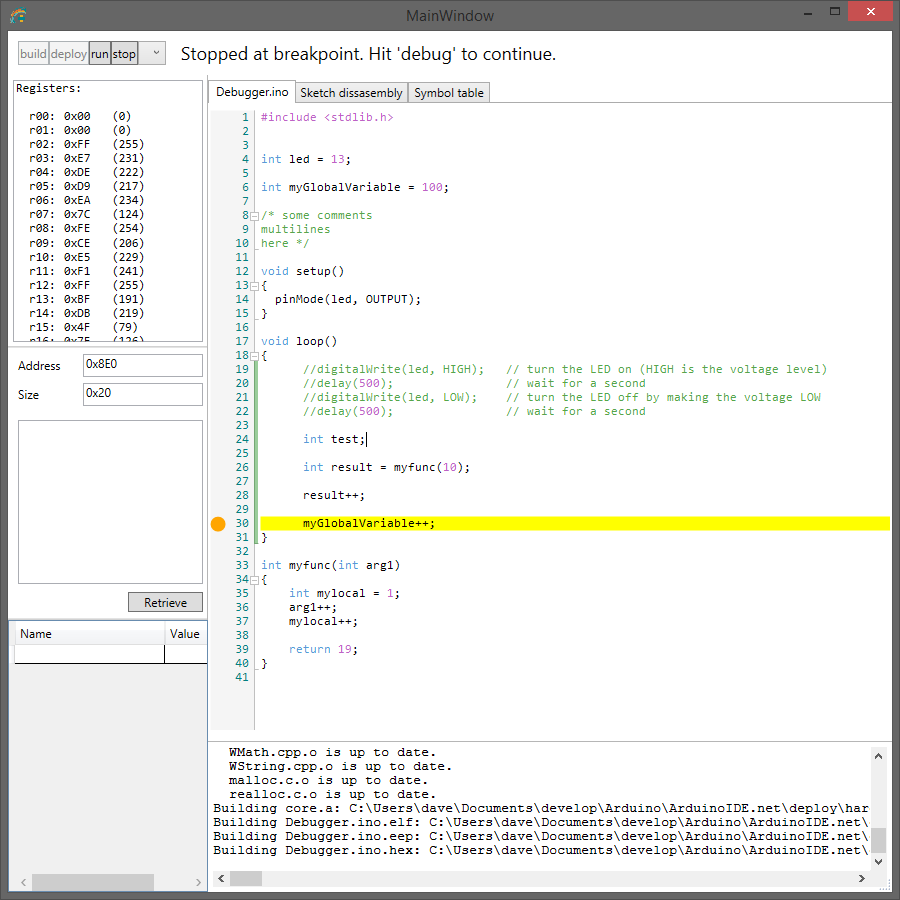 MainWindow
build deploy run stop
Stopped at breakpoint. Hit 'debug' to continue.
Registers:
r00: 0x00 (0)
r01: 0x00 (0)
r02: 0xFF (255)
r03: 0xE7 (231)
r04: 0xDE (222)
r05: 0xD9 (217)
r06: 0xEA (234)
r07: 0x7C (124)
r08: 0xFE (254)
r09: 0xCE (206)
r10: 0xE5 (229)
r11: 0xF1 (241)
r12: 0xFF (255)
r13: 0xBF (191)
r14: 0xDB (219)
r15: 0x4F (79)
r16: 0x7E (126)
Address 0x8E0
Size 0x20
Retrieve
Name Value
Debugger.ino Sketch dissasembly Symbol table
1 #include <stdlib.h>
2
3
4 int led = 13;
5
6 int myGlobalVariable = 100;
7
8 /* some comments
9 multilines
10 here */
11
12 void setup()
13 {
14 pinMode(led, OUTPUT);
15 }
16
17 void loop()
18 {
19 //digitalWrite(led, HIGH); // turn the LED on (HIGH is the voltage level)
20 //delay(500); // wait for a second
21 //digitalWrite(led, LOW); // turn the LED off by making the voltage LOW
22 //delay(500); // wait for a second
23
24 int test;
25
26 int result = myfunc(10);
27
28 result++;
29
30 myGlobalVariable++;
31 }
32
33 int myfunc(int arg1)
34 {
35 int mylocal = 1;
36 arg1++;
37 mylocal++;
38
39 return 19;
40 }
41
WMath.cpp.o is up to date.
WString.cpp.o is up to date.
malloc.c.o is up to date.
realloc.c.o is up to date.
Building core.a: C:\Users\dave\Documents\develop\Arduino\ArduinoIDE.net\deploy\har
Building Debugger.ino.elf: C:\Users\dave\Documents\develop\Arduino\ArduinoIDE.net\
Building Debugger.ino.eep: C:\Users\dave\Documents\develop\Arduino\ArduinoIDE.net\
Building Debugger.ino.hex: C:\Users\dave\Documents\develop\Arduino\ArduinoIDE.net\